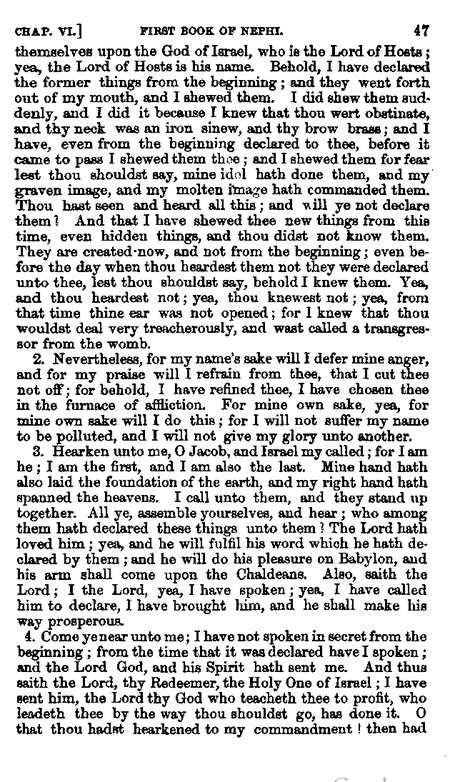 CHAP. VI.] FIRST BOOK OF NEPHI. 47
themselves upon the God of Israel, who is the Lord of Hosts;
yea, the Lord of Hosts is his name. Behold, I have declared
the former things from the beginning; and they went forth
out of my mouth, and I shewed them. I did shew them sud-
denly, and I did it because I knew that thou wert obstinate,
and thy neck was an iron sinew, and thy brow brass; and I
have, even from the beginning declared to thee, before it
came to pass I shewed them thee; and I shewed them for fear
lest thou shouldst say, mine idol hath done them, and my
graven image, and my molten image hath commanded them.
Thou hast seen and heard all this; and will ye not declare
them? And that I have shewed thee new things from this
time, even hidden things, and thou didst not know them.
They are created now, and not from the beginning; even be-
fore the day when thou heardest them not they were declared
unto thee, lest thou shouldst say, behold I knew them. Yea,
and thou heardest not; yea, thou knewest not; yea, from
that time thine ear was not opened; for I knew that thou
wouldst deal very treacherously, and wast called a transgres-
sor from the womb.
2. Nevertheless, for my name's sake will I defer mine anger,
and for my praise will I refrain from thee, that I cut thee
not off; for behold, I have refined thee, I have chosen thee
in the furnace of affliction. For mine own sake, yea, for
mine own sake will I do this; for I will not suffer my name
to be polluted, and I will not give my glory unto another.
3. Hearken unto me, O Jacob, and Israel my called; for I am
he; I am the first, and I am also the last. Mine hand hath
also laid the foundation of the earth, and my right hand hath
spanned the heavens. I call unto them, and they stand up
together. All ye, assemble yourselves, and hear; who among
them hath declared these things unto them? The Lord hath
loved him; yea, and he will fulfil his word which he hath de-
clared by them; and he will do his pleasure on Babylon, and
his arm shall come upon the Chaldeans. Also, saith the
Lord; I the Lord, yea, I have spoken; yea, I have called
him to declare, I have brought him, and he shall make his
way prosperous.
4. Come ye near unto me; I have not spoken in secret from the
beginning; from the time that it was declared have I spoken;
and the Lord God, and his Spirit hath sent me. And thus
saith the Lord, thy Redeemer, the Holy One of Israel; I have
sent him, the Lord thy God who teacheth thee to profit, who
leadeth thee by the way thou shouldst go, has done it. O
that thou hadst hearkened to my commandment! then had